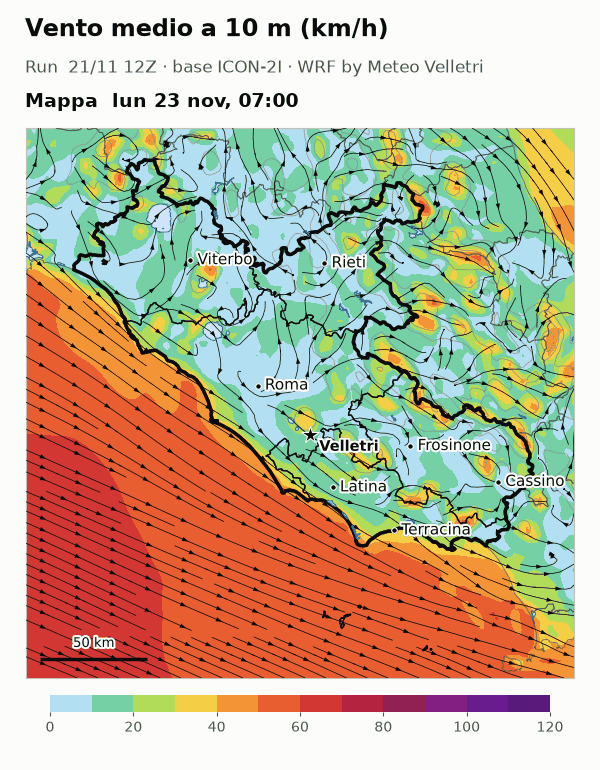 Vento medio a 10 m (km/h)
Run  21/11 12Z · base ICON-2I · WRF by Meteo Velletri
Mappa  lun 23 nov, 07:00
Viterbo
Rieti
Roma
Velletri
Frosinone
Cassino
Latina
Terracina
50 km
0 20 40 60 80 100 120